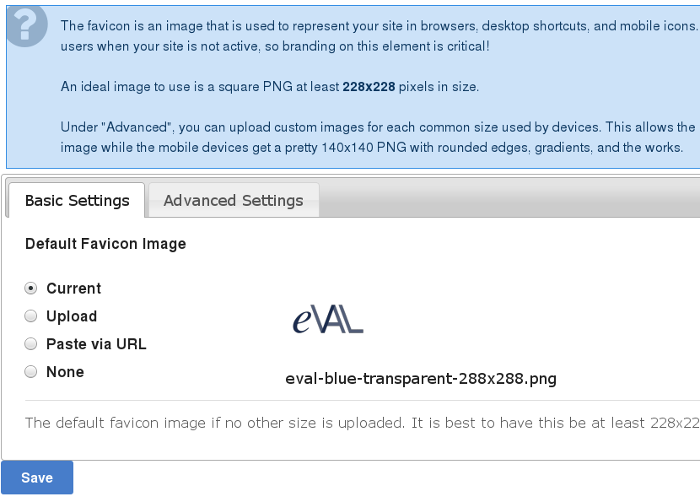 ?
The favicon is an image that is used to represent your site in browsers, desktop shortcuts, and mobile icons.
users when your site is not active, so branding on this element is critical!
An ideal image to use is a square PNG at least 228x228 pixels in size.
Under "Advanced", you can upload custom images for each common size used by devices. This allows the
image while the mobile devices get a pretty 140x140 PNG with rounded edges, gradients, and the works.
Basic Settings Advanced Settings
Default Favicon Image
Current
Upload
Paste via URL
None
eVAL
eval-blue-transparent-288x288.png
The default favicon image if no other size is uploaded. It is best to have this be at least 228x22
Save